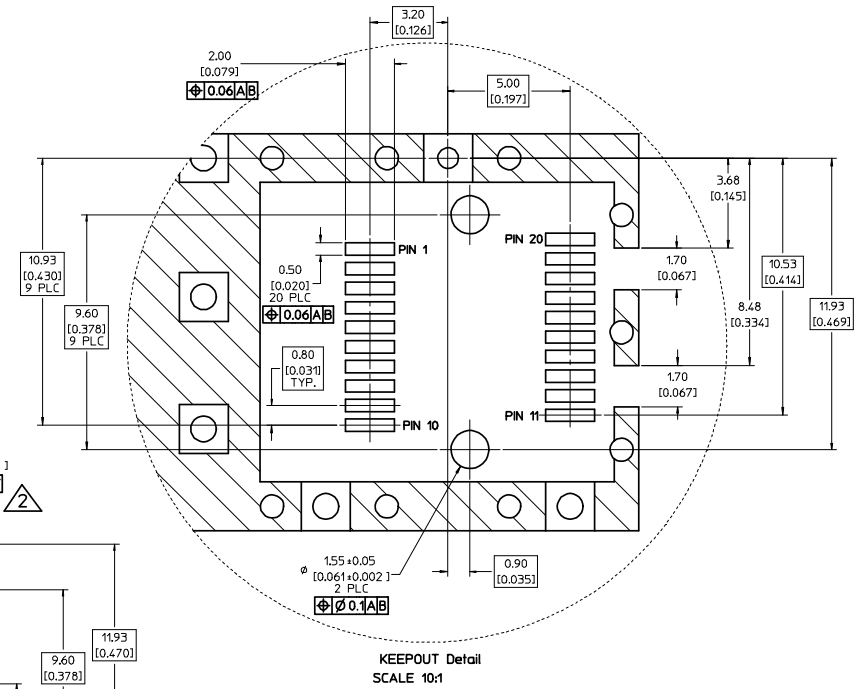 3.20
[0.126]
2.00
[0.079]
⌖ 0.06 A B
5.00
[0.197]
3.68
[0.145]
PIN 1
PIN 20
10.93
[0.430]
9 PLC
0.50
[0.020]
20 PLC
⌖ 0.06 A B
1.70
[0.067]
10.53
[0.414]
8.48
[0.334]
11.93
[0.469]
9.60
[0.378]
9 PLC
0.80
[0.031]
TYP.
1.70
[0.067]
PIN 10
PIN 11
]
2
⌀ 1.55±0.05
[0.061±0.002 ]
2 PLC
⌖ ⌀ 0.1 A B
0.90
[0.035]
11.93
[0.470]
9.60
[0.378]
KEEPOUT Detail
SCALE 10:1